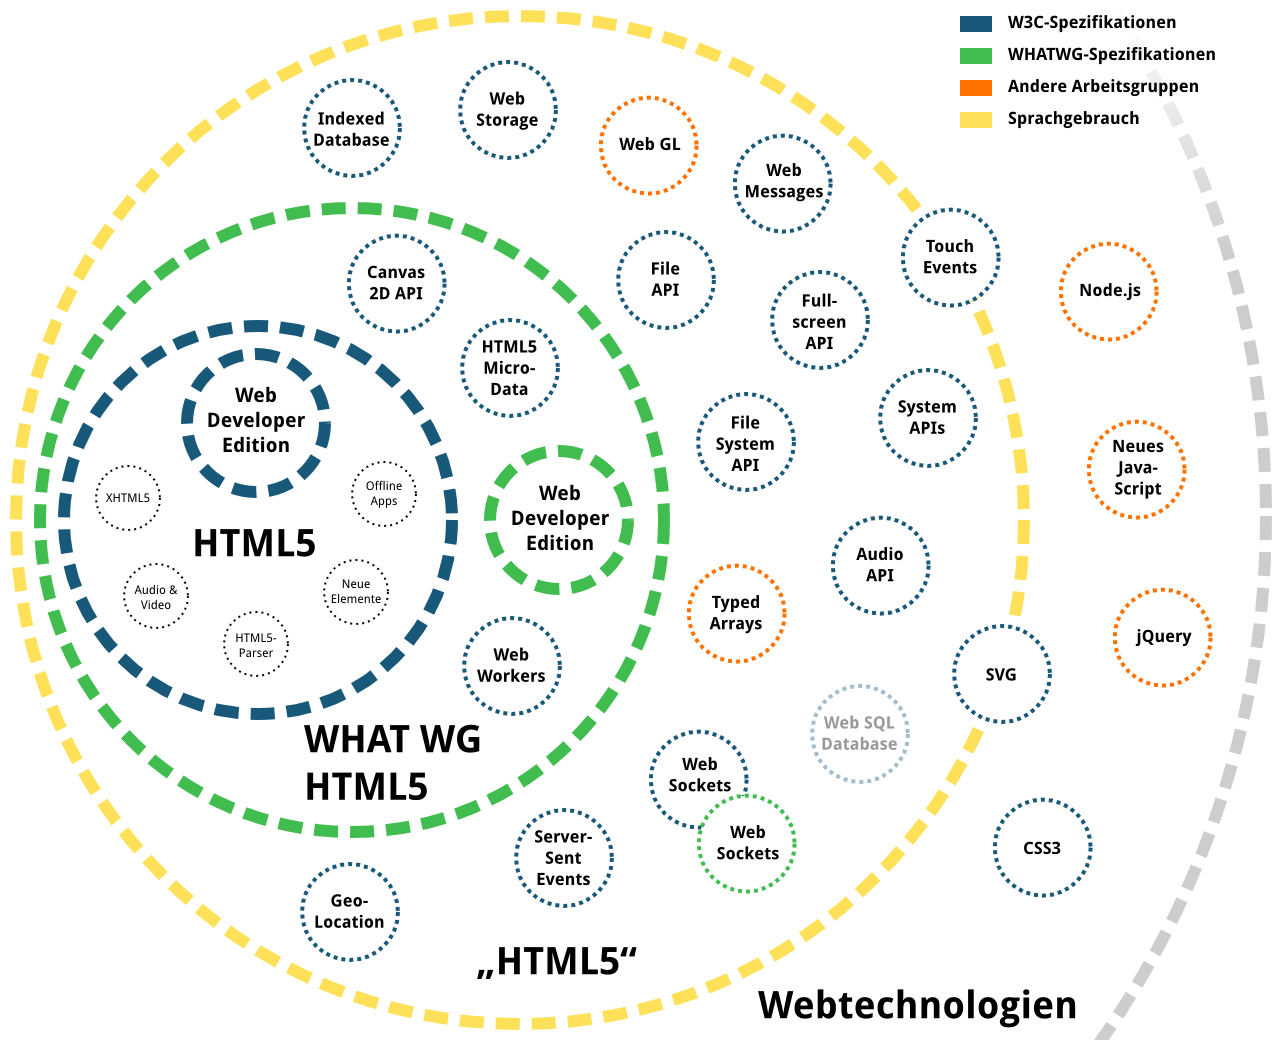 W3C-Spezifikationen
WHATWG-Spezifikationen
Andere Arbeitsgruppen
Sprachgebrauch
Indexed
Database
Web
Storage
Web GL
Web
Messages
Touch
Events
Node.js
Canvas
2D API
File
API
Full-
screen
API
HTML5
Micro-
Data
Web
Developer
Edition
File
System
API
System
APIs
Neues
Java-
Script
XHTML5
Offline
Apps
HTML5
Web
Developer
Edition
Audio
API
Audio &
Video
Neue
Elemente
HTML5-
Parser
Typed
Arrays
jQuery
Web
Workers
SVG
WHAT WG
HTML5
Web SQL
Database
Web
Sockets
Web
Sockets
Server-
Sent
Events
CSS3
Geo-
Location
„HTML5“
Webtechnologien